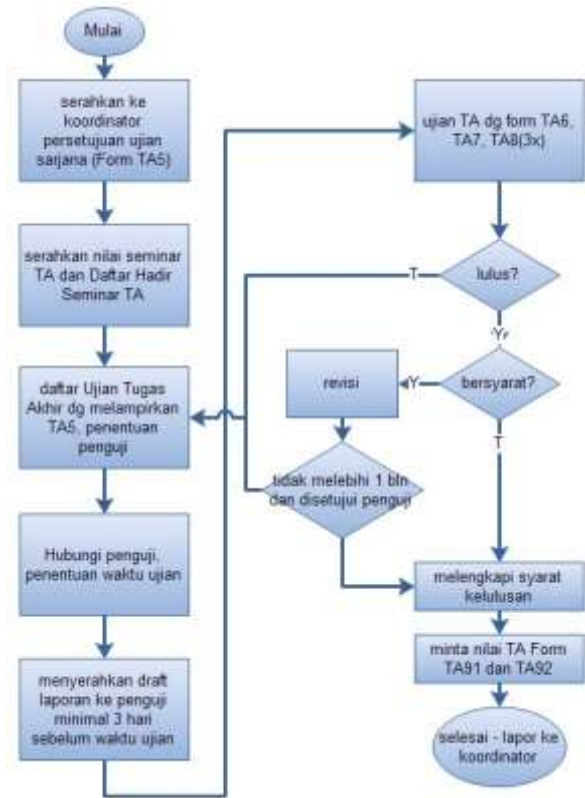 Mulai
serahkan ke
koordinator
persetujuan ujian
sarjana (Form TA5)
serahkan nilai seminar
TA dan Daftar Hadir
Seminar TA
daftar Ujian Tugas
Akhir dg melampirkan
TA5, penentuan
penguji
Hubungi penguji,
penentuan waktu ujian
menyerahkan draft
laporan ke penguji
minimal 3 hari
sebelum waktu ujian
ujian TA dg form TA6,
TA7, TA8(3x)
lulus?
T
Y
bersyarat?
Y
T
revisi
tidak melebihi 1 bln
dan disetujui penguji
melengkapi syarat
kelulusan
minta nilai TA Form
TA91 dan TA92
selesai - lapor ke
koordinator